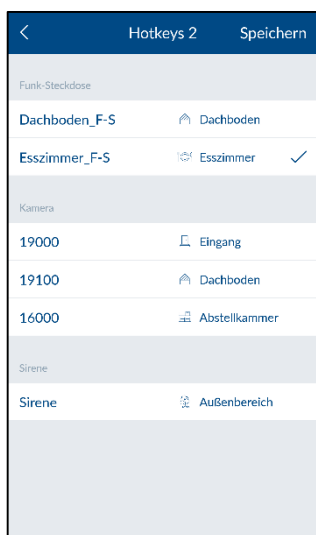 Hotkeys 2 Speichern
Funk-Steckdose
Dachboden_F-S Dachboden
Esszimmer_F-S Esszimmer
Kamera
19000 Eingang
19100 Dachboden
16000 Abstellkammer
Sirene
Sirene Außenbereich